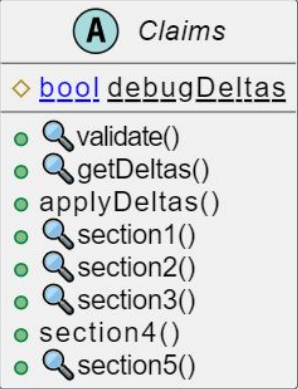 A Claims
bool debugDeltas
validate()
getDeltas()
applyDeltas()
section1()
section2()
section3()
section4()
section5()